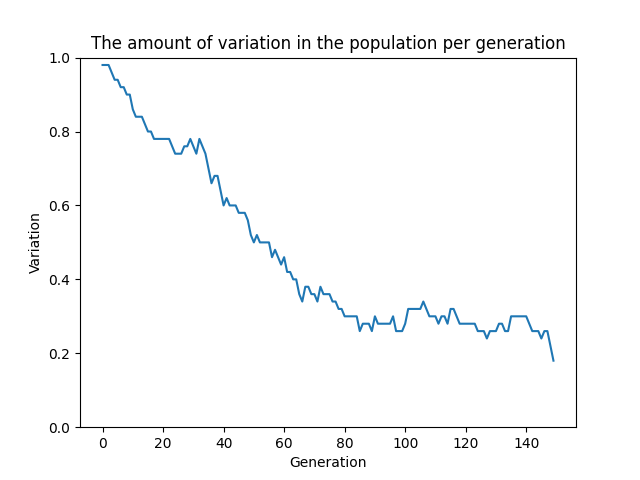 The amount of variation in the population per generation
1.0
0.8
0.6
0.4
0.2
0.0
Variation
0 20 40 60 80 100 120 140
Generation